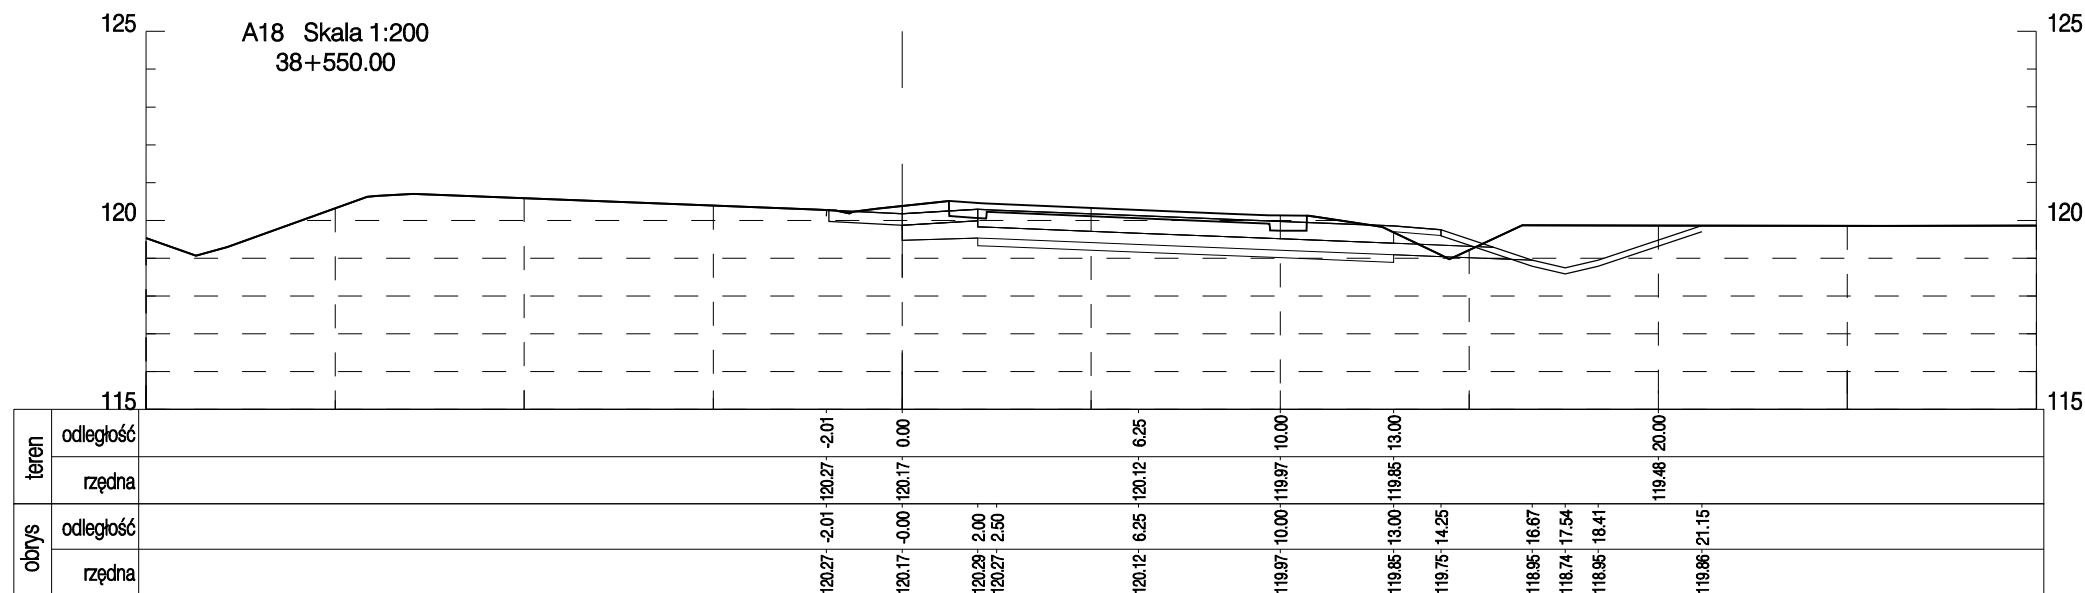 125
A18 Skala 1:200
38+550.00
125
120
120
115
115
teren
odległość -2.01 0.00 6.25 10.00 13.00 20.00
rzędna 120.27 120.17 120.12 119.97 119.85 119.48
obrys
odległość -2.01 -0.00 2.00 2.50 6.25 10.00 13.00 14.25 16.67 17.54 18.41 21.15
rzędna 120.27 120.17 120.29 120.27 120.12 119.97 119.85 119.75 118.95 118.74 118.95 119.86